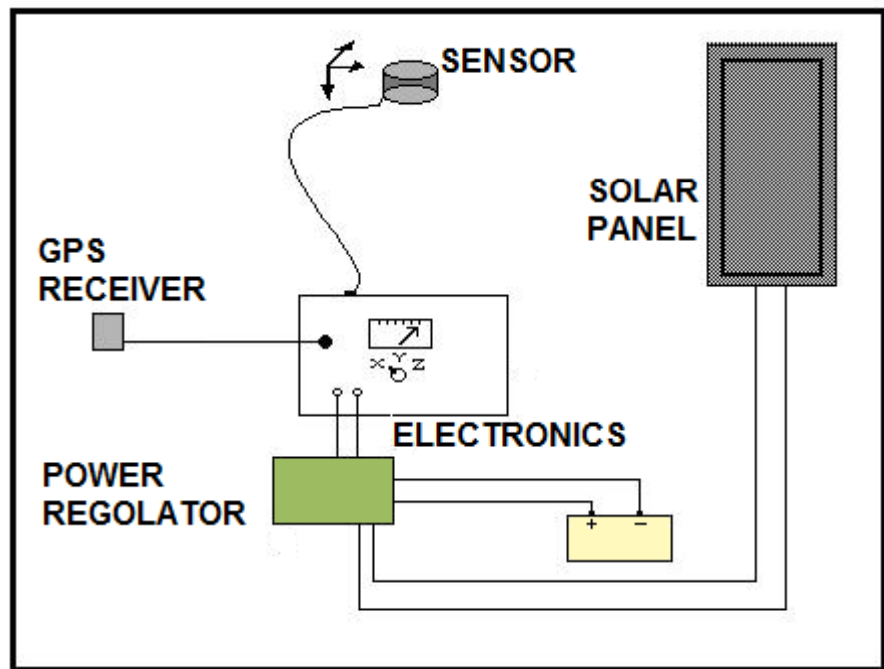 SENSOR
SOLAR
PANEL
GPS
RECEIVER
X Y Z
ELECTRONICS
POWER
REGOLATOR
+ −